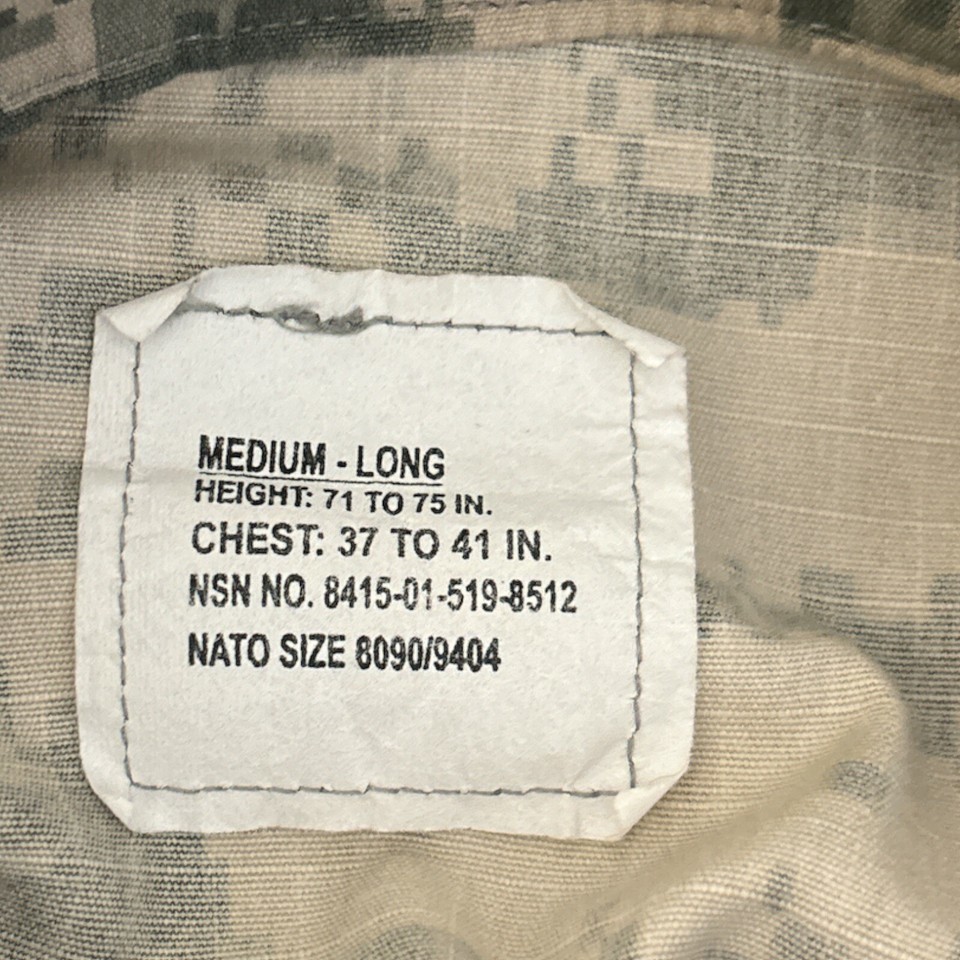 MEDIUM - LONG
HEIGHT: 71 TO 75 IN.
CHEST: 37 TO 41 IN.
NSN NO. 8415-01-519-8512
NATO SIZE 8090/9404